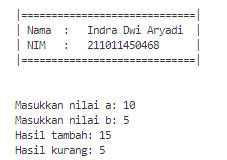 |============================|
| Nama  :   Indra Dwi Aryadi  |
| NIM   :   211011450468      |
|============================|
Masukkan nilai a: 10
Masukkan nilai b: 5
Hasil tambah: 15
Hasil kurang: 5